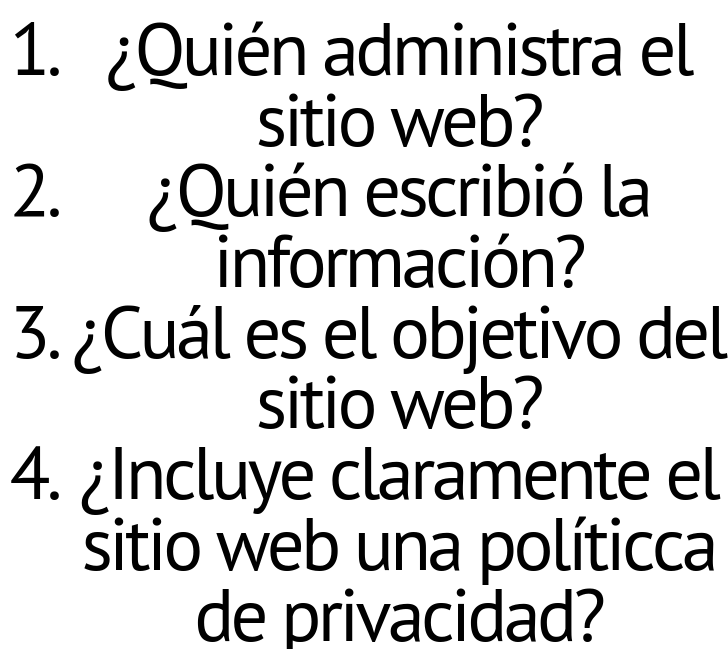 1. ¿Quién administra el
sitio web?
2. ¿Quién escribió la
información?
3. ¿Cuál es el objetivo del
sitio web?
4. ¿Incluye claramente el
sitio web una políticca
de privacidad?